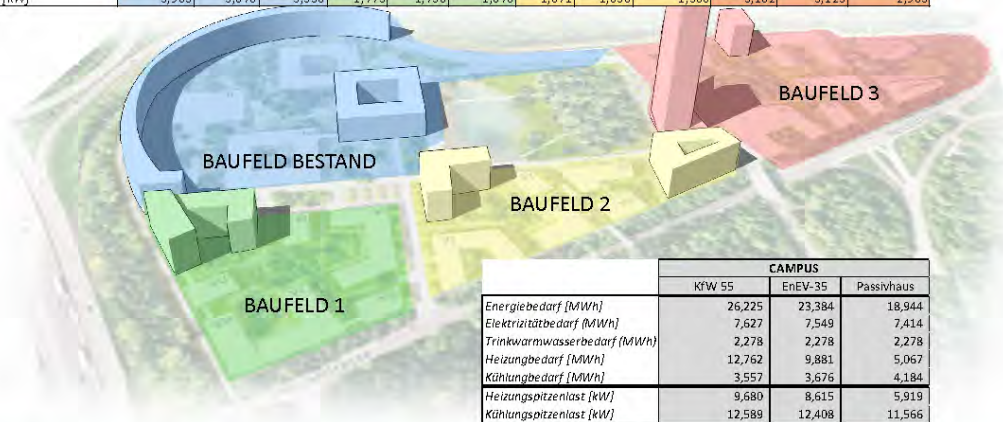 [kW]
BAUFELD 3
BAUFELD BESTAND
BAUFELD 2
BAUFELD 1
CAMPUS
KfW 55 EnEV-35 Passivhaus
Energiebedarf [MWh] 26,225 23,384 18,944
Elektrizitätbedarf (MWh] 7,627 7,549 7,414
Trinkwarmwasserbedarf (MWh] 2,278 2,278 2,278
Heizungbedarf [MWh] 12,762 9,881 5,067
Kühlungbedarf [MWh] 3,557 3,676 4,184
Heizungspitzenlast [kW] 9,680 8,615 5,919
Kühlungspitzenlast [kW] 12,589 12,408 11,566